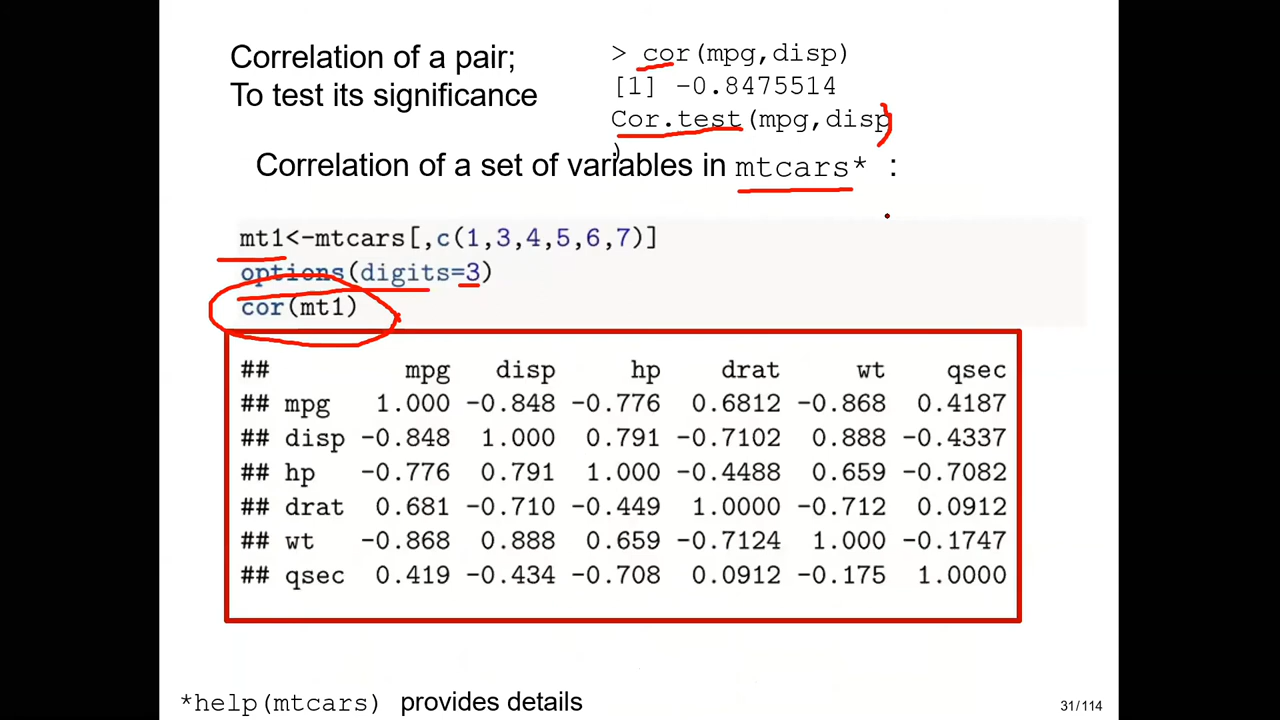 Correlation of a pair;
To test its significance
> cor(mpg,disp)
[1] -0.8475514
Cor.test(mpg,disp
)
Correlation of a set of variables in mtcars* :
mt1<-mtcars[,c(1,3,4,5,6,7)]
options(digits=3)
cor(mt1)
## mpg disp hp drat wt qsec
## mpg 1.000 -0.848 -0.776 0.6812 -0.868 0.4187
## disp -0.848 1.000 0.791 -0.7102 0.888 -0.4337
## hp -0.776 0.791 1.000 -0.4488 0.659 -0.7082
## drat 0.681 -0.710 -0.449 1.0000 -0.712 0.0912
## wt -0.868 0.888 0.659 -0.7124 1.000 -0.1747
## qsec 0.419 -0.434 -0.708 0.0912 -0.175 1.0000
*help(mtcars) provides details
31/114